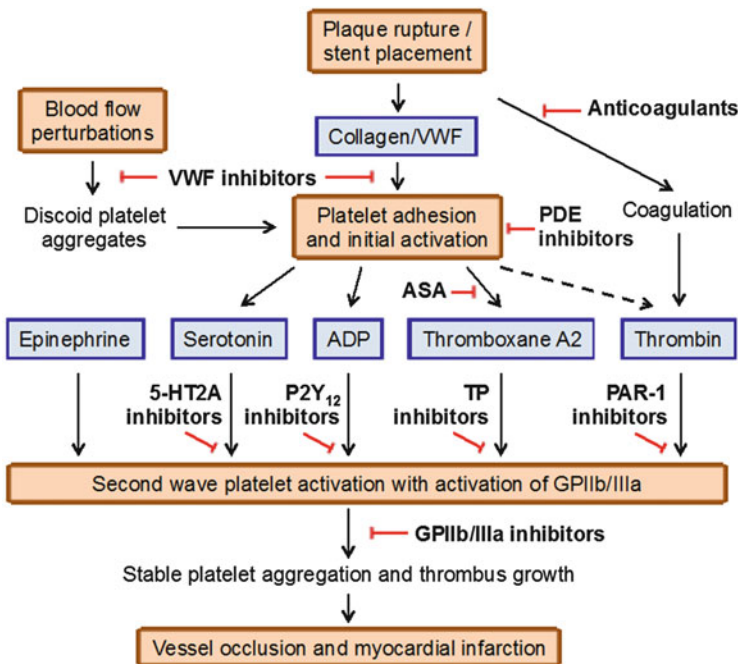 Plaque rupture /
stent placement
Blood flow
perturbations
Anticoagulants
Collagen/VWF
VWF inhibitors
Discoid platelet
aggregates
Platelet adhesion
and initial activation
PDE
inhibitors
Coagulation
ASA
Epinephrine
Serotonin
ADP
Thromboxane A2
Thrombin
5-HT2A
inhibitors
P2Y₁₂
inhibitors
TP
inhibitors
PAR-1
inhibitors
Second wave platelet activation with activation of GPIIb/IIIa
GPIIb/IIIa inhibitors
Stable platelet aggregation and thrombus growth
Vessel occlusion and myocardial infarction